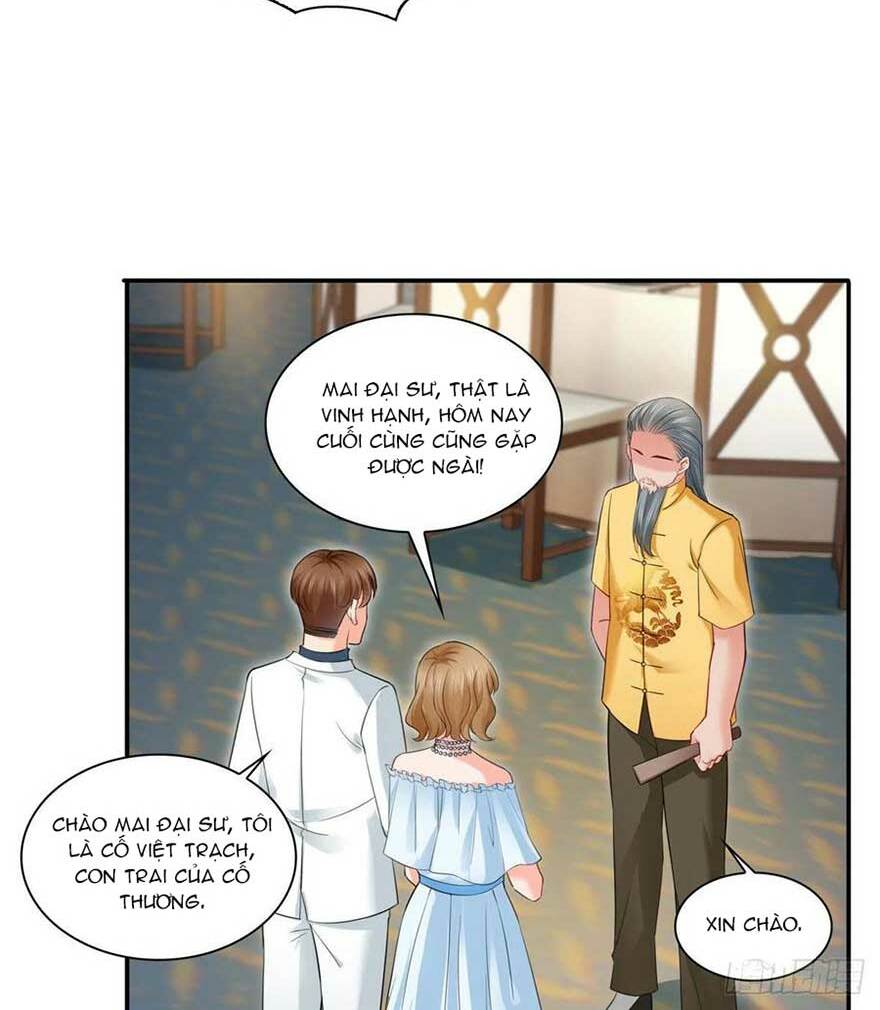 MAI ĐẠI SƯ, THẬT LÀ
VINH HẠNH, HÔM NAY
CUỐI CÙNG CŨNG GẶP
ĐƯỢC NGÀI!
CHÀO MAI ĐẠI SƯ, TÔI
LÀ CỐ VIỆT TRẠCH,
CON TRAI CỦA CỐ
THƯƠNG.
XIN CHÀO.